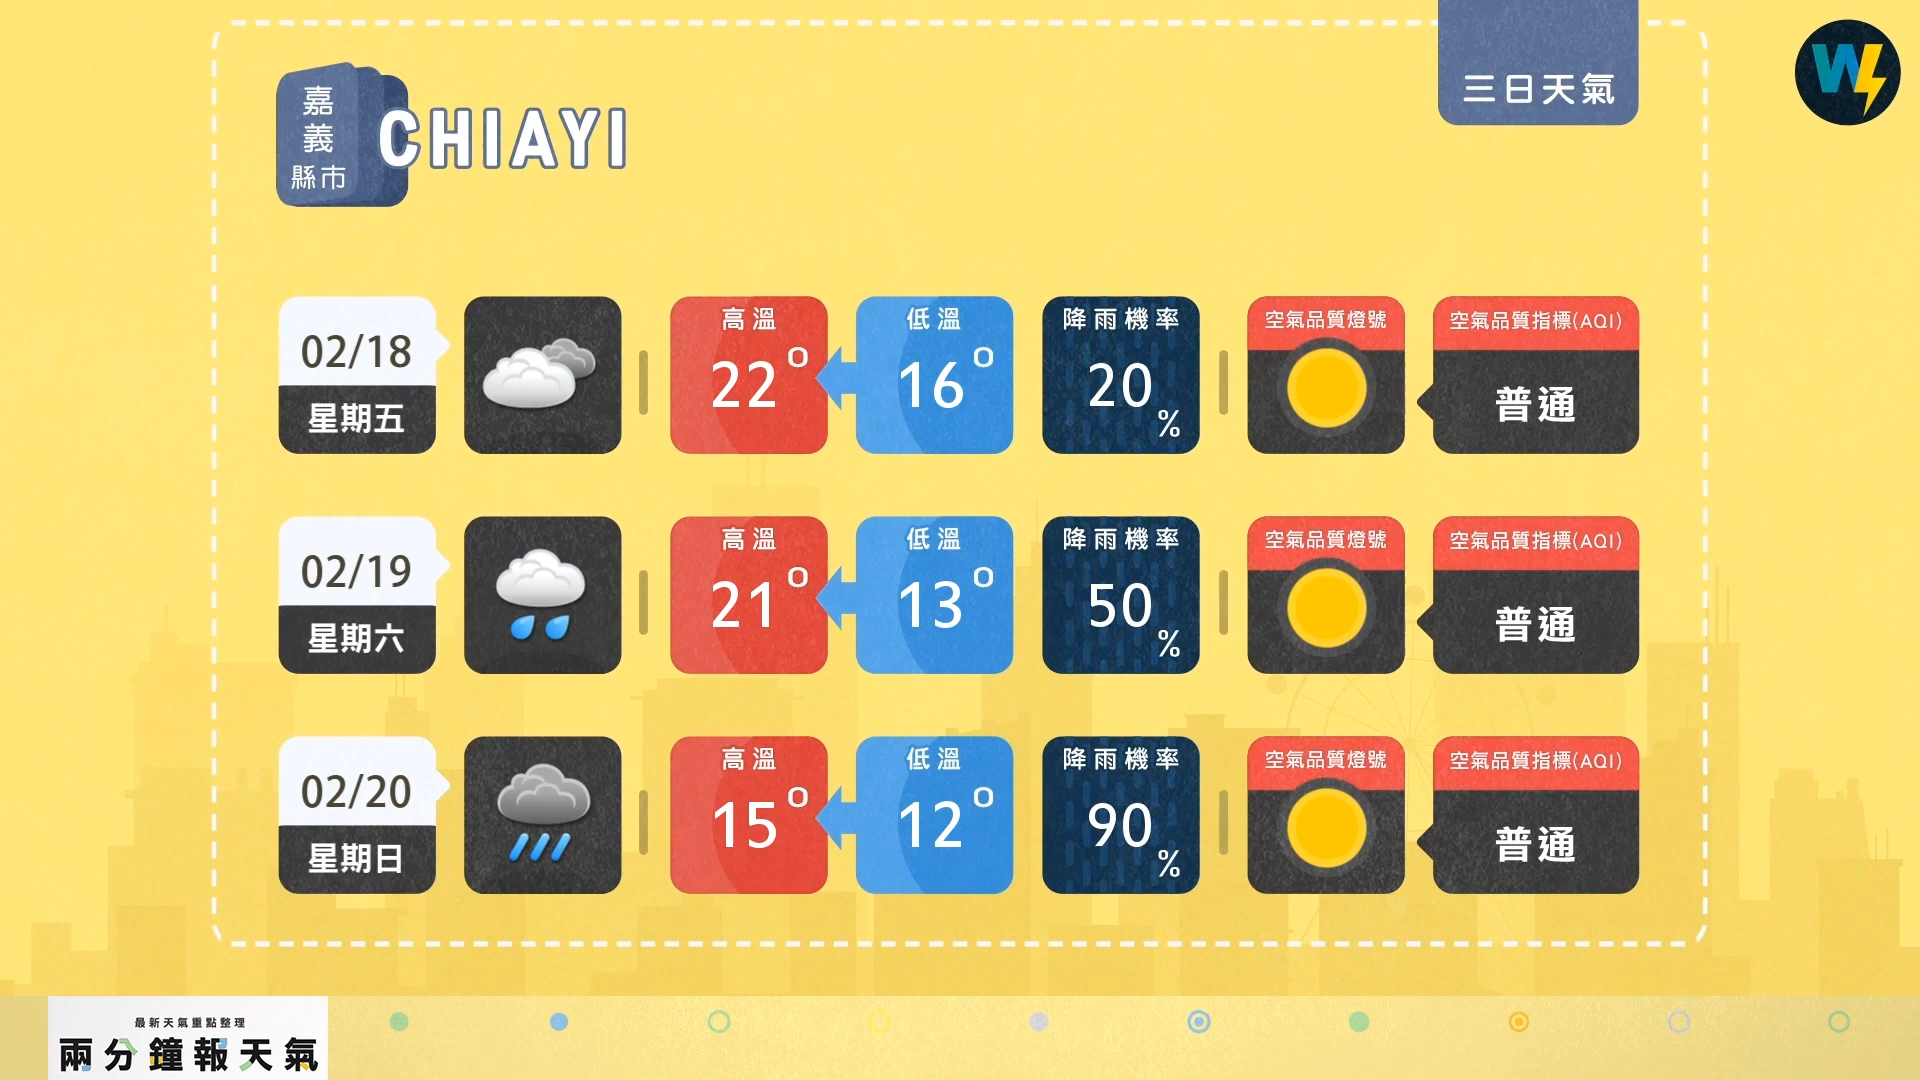 嘉義縣市
CHIAYI
三日天氣
W
02/18
星期五
高溫
22°
低溫
16°
降雨機率
20%
空氣品質燈號
空氣品質指標(AQI)
普通
02/19
星期六
高溫
21°
低溫
13°
降雨機率
50%
空氣品質燈號
空氣品質指標(AQI)
普通
02/20
星期日
高溫
15°
低溫
12°
降雨機率
90%
空氣品質燈號
空氣品質指標(AQI)
普通
最新天氣重點整理
兩分鐘報天氣